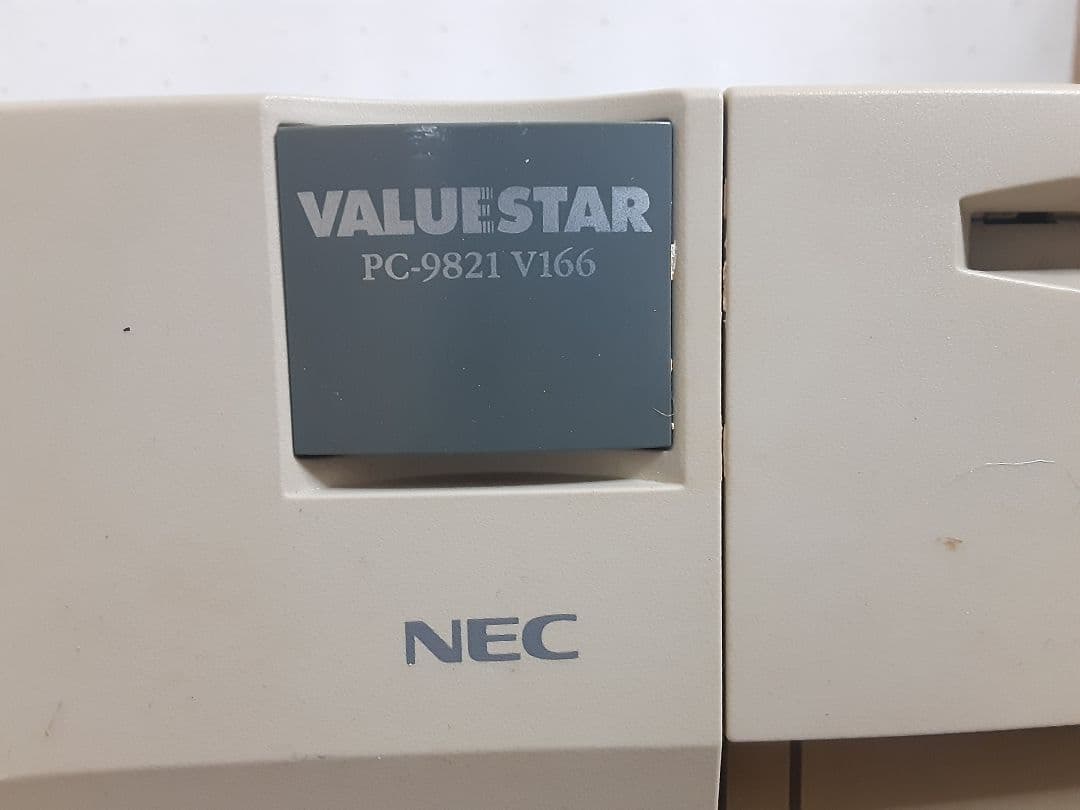 VALUESTAR
PC-9821 V166
NEC